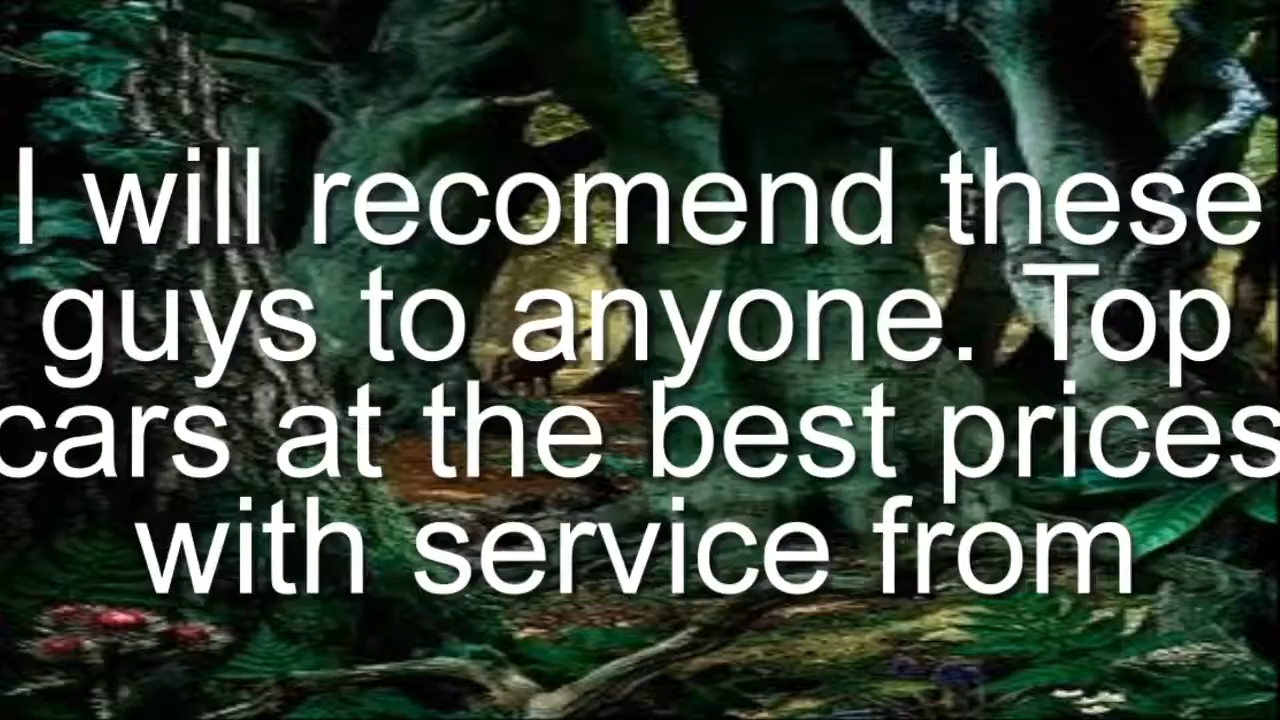 I will recomend these
guys to anyone. Top
cars at the best prices
with service from